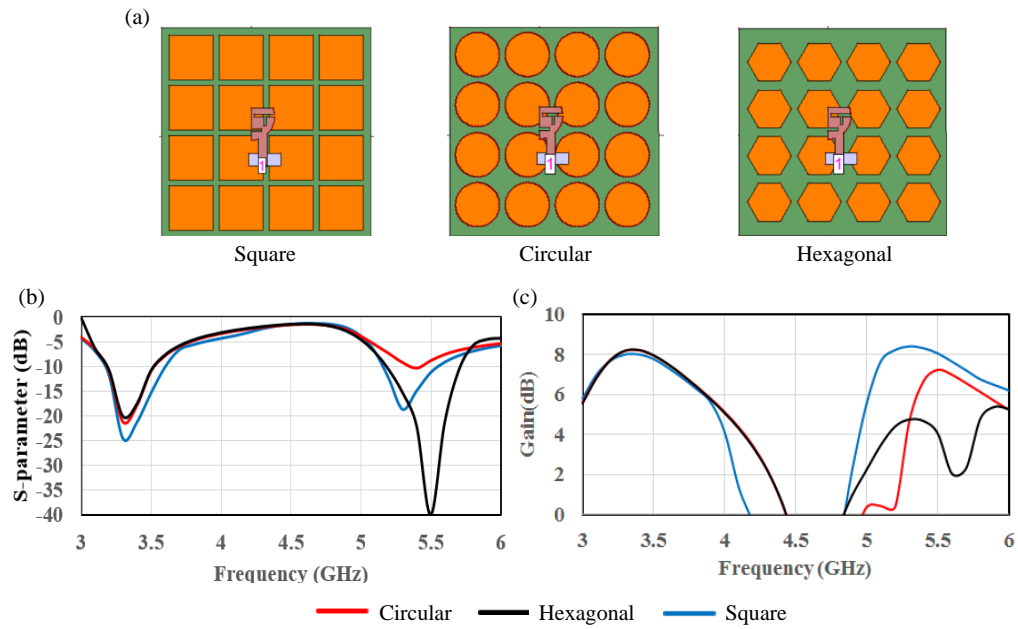 (a)
1
1
1
Square
Circular
Hexagonal
(b)
(c)
0
-5
-10
-15
-20
-25
-30
-35
-40
S-parameter (dB)
3
3.5
4
4.5
5
5.5
6
Frequency (GHz)
10
8
6
4
2
0
Gain(dB)
3
3.5
4
4.5
5
5.5
6
Frequency (GHz)
Circular
Hexagonal
Square